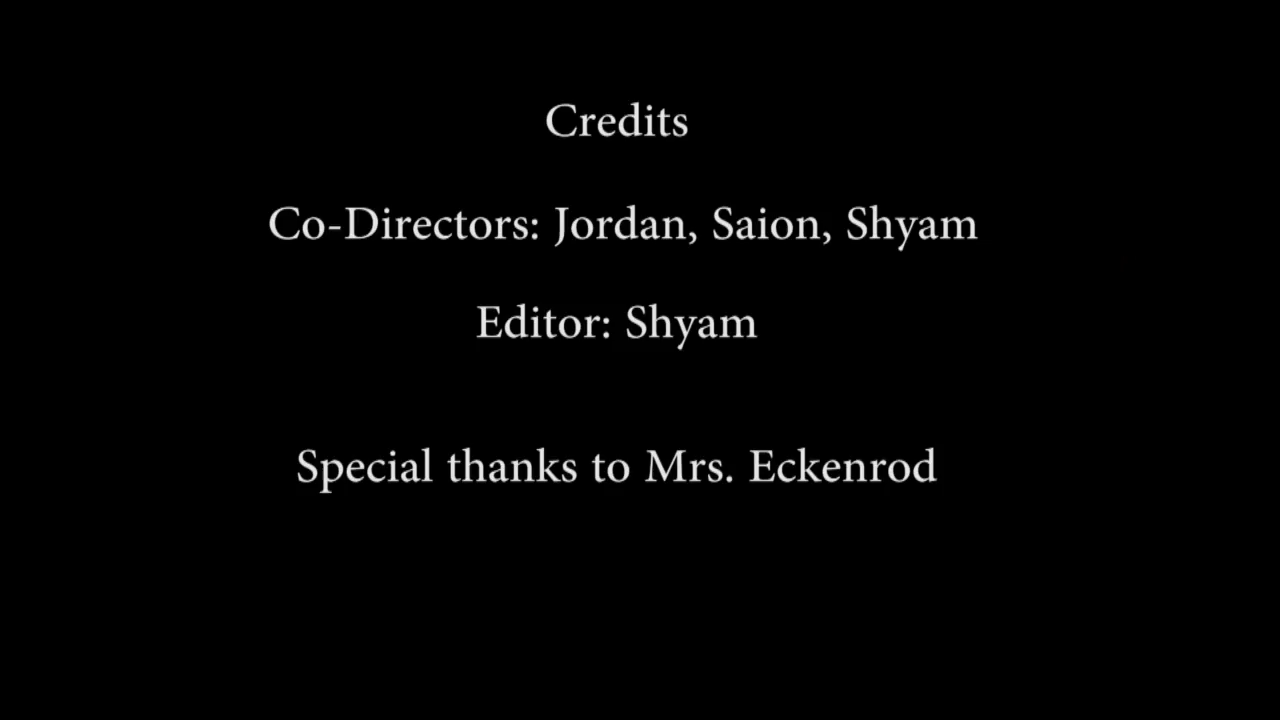 Credits
Co-Directors: Jordan, Saion, Shyam
Editor: Shyam
Special thanks to Mrs. Eckenrod